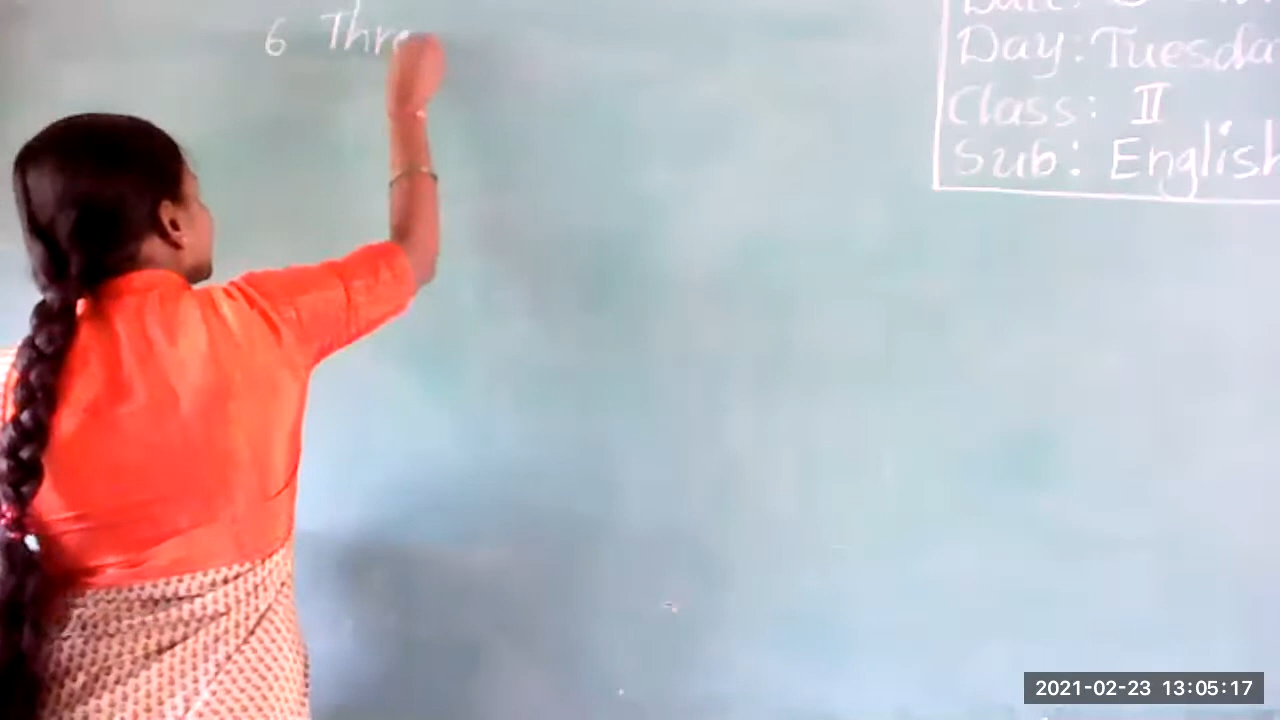 6 Thre
Day: Tuesda
Class: II
Sub: English
2021-02-23 13:05:17